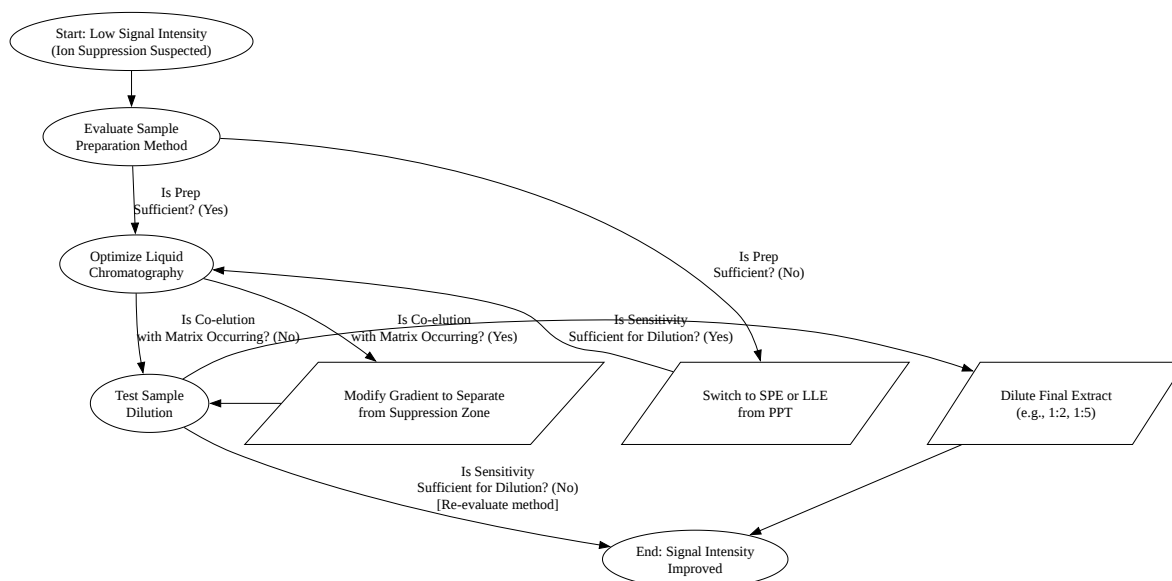 Start: Low Signal Intensity
(Ion Suppression Suspected)
Evaluate Sample
Preparation Method
Is Prep
Sufficient? (Yes)
Optimize Liquid
Chromatography
Is Prep
Sufficient? (No)
Is Co-elution
with Matrix Occurring? (No)
Is Co-elution
with Matrix Occurring? (Yes)
Is Sensitivity
Sufficient for Dilution? (Yes)
Test Sample
Dilution
Modify Gradient to Separate
from Suppression Zone
Switch to SPE or LLE
from PPT
Dilute Final Extract
(e.g., 1:2, 1:5)
Is Sensitivity
Sufficient for Dilution? (No)
[Re-evaluate method]
End: Signal Intensity
Improved